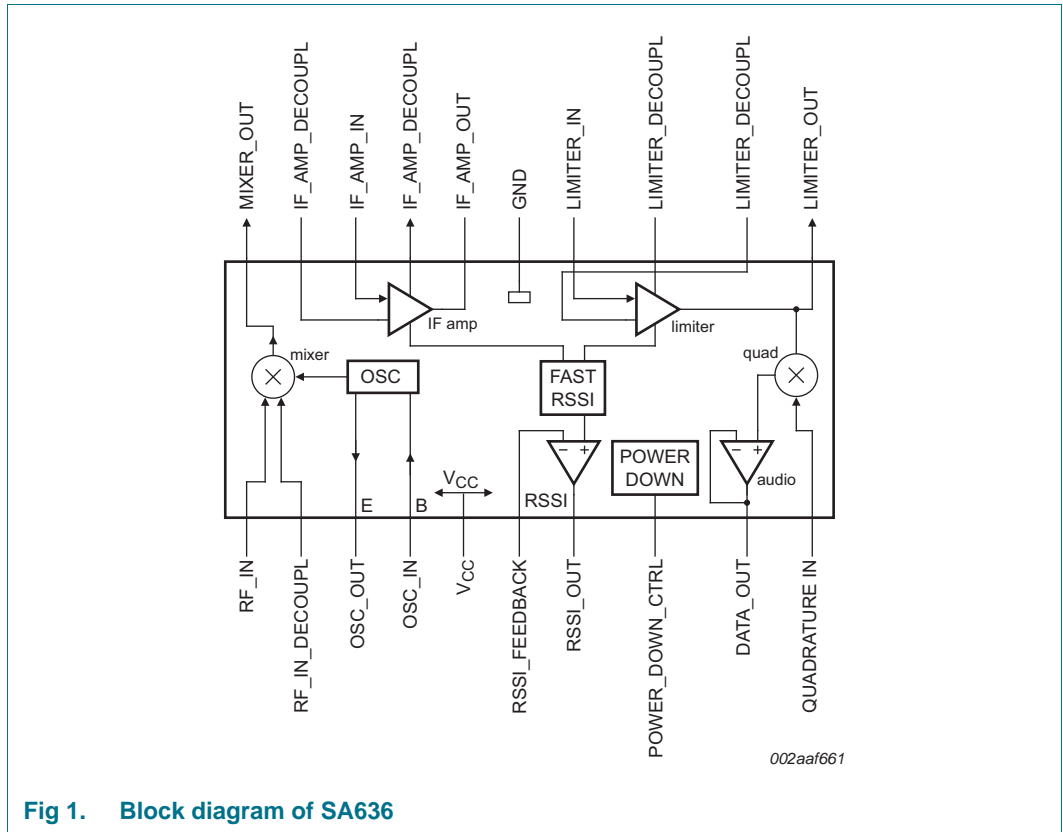 MIXER_OUT
IF_AMP_DECOUPL
IF_AMP_IN
IF_AMP_DECOUPL
IF_AMP_OUT
GND
LIMITER_IN
LIMITER_DECOUPL
LIMITER_DECOUPL
LIMITER_OUT
IF amp
limiter
mixer
quad
OSC
FAST
RSSI
POWER
DOWN
− +
− +
audio
VCC
RSSI
E
B
RF_IN
RF_IN_DECOUPL
OSC_OUT
OSC_IN
VCC
RSSI_FEEDBACK
RSSI_OUT
POWER_DOWN_CTRL
DATA_OUT
QUADRATURE IN
002aaf661
Fig 1. Block diagram of SA636